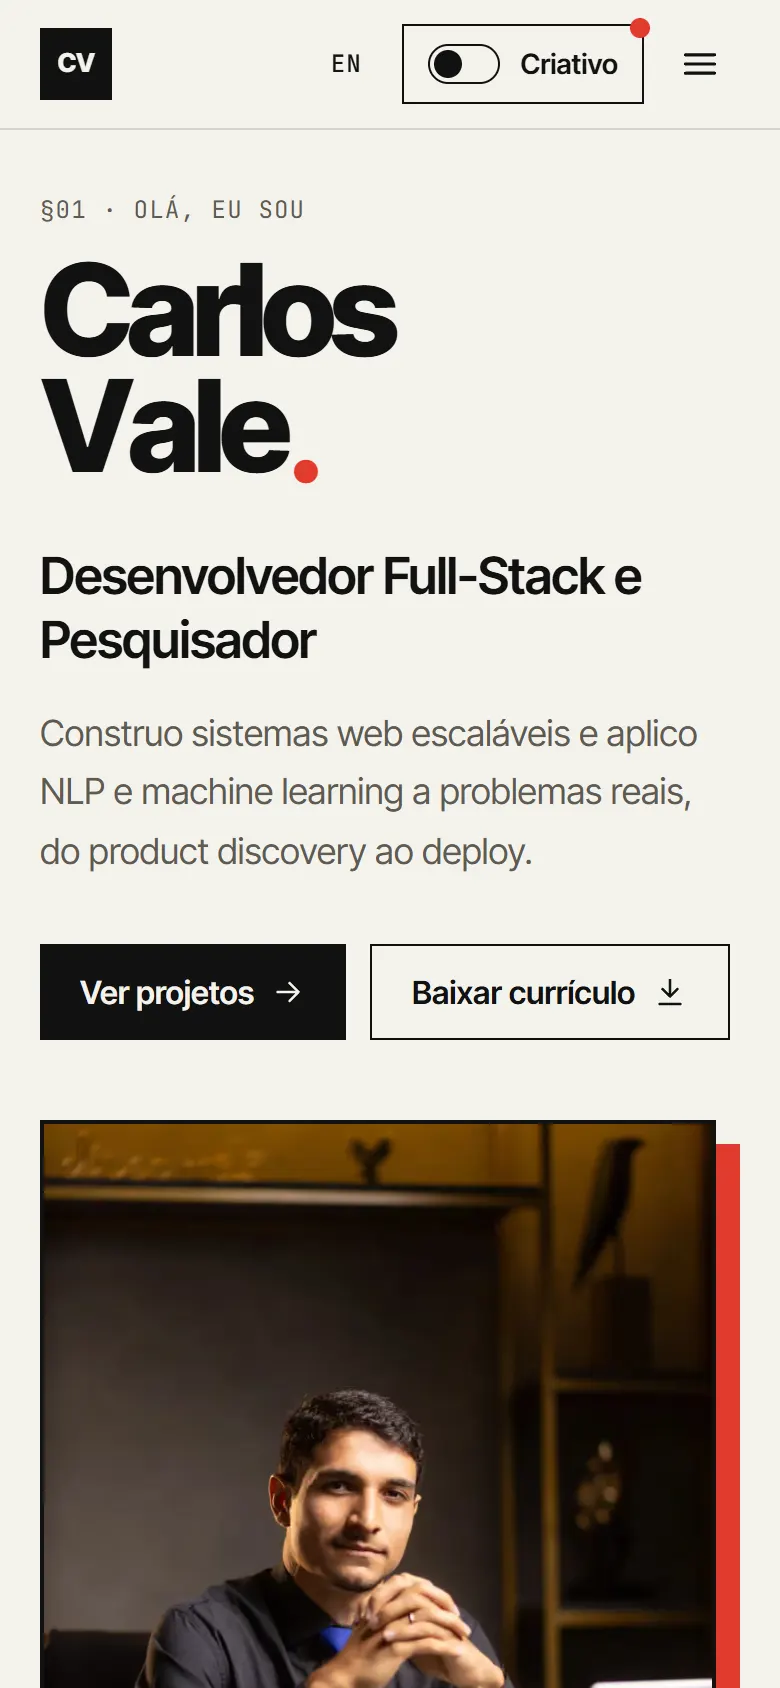 cv
EN
Criativo
§01 · OLÁ, EU SOU
Carlos
Vale.
Desenvolvedor Full-Stack e
Pesquisador
Construo sistemas web escaláveis e aplico
NLP e machine learning a problemas reais,
do product discovery ao deploy.
Ver projetos →
Baixar currículo